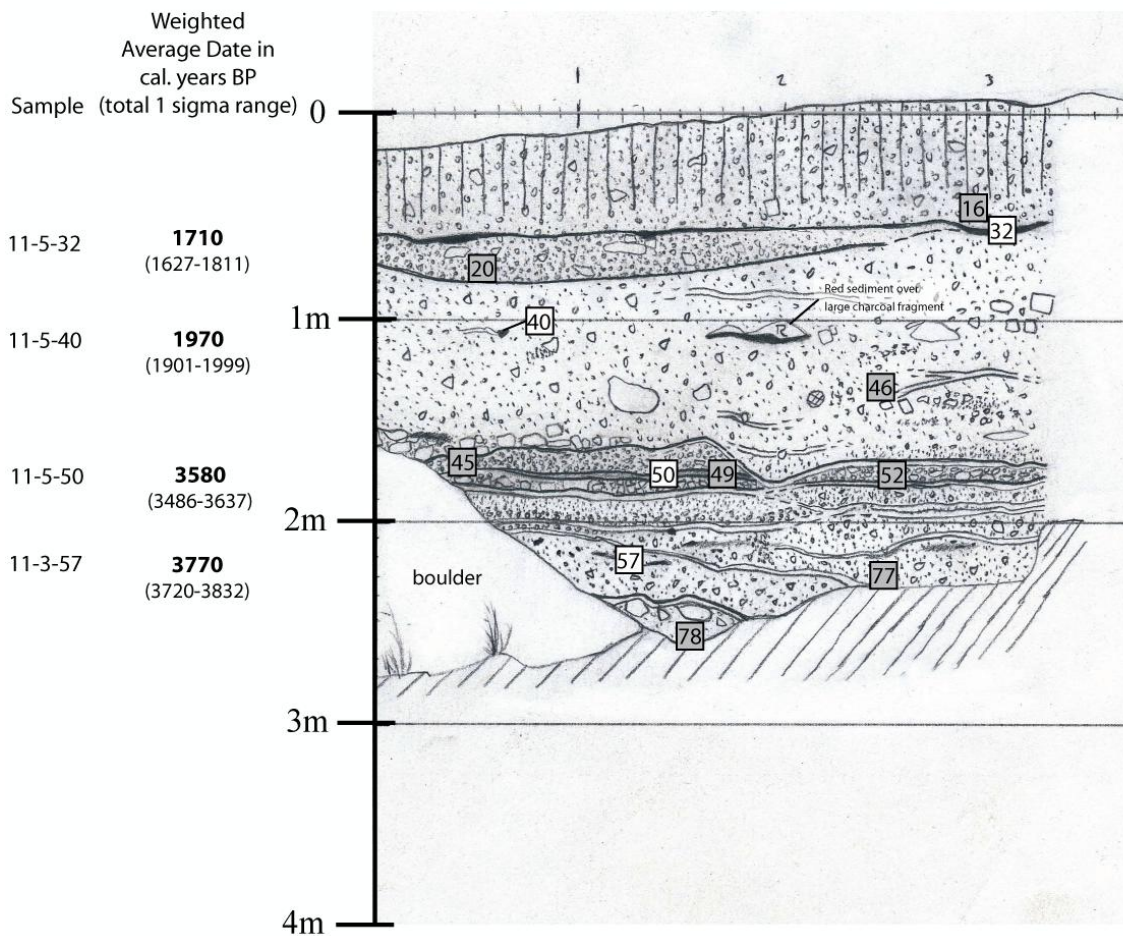 Weighted
Average Date in
cal. years BP
Sample (total 1 sigma range)
0
1
2
3
16
32
11-5-32 1710
(1627-1811)
20
Red sediment over
large charcoal fragment
1m
40
11-5-40 1970
(1901-1999)
46
45
50
49
52
11-5-50 3580
(3486-3637)
2m
57
11-3-57 3770
(3720-3832)
77
boulder
78
3m
4m